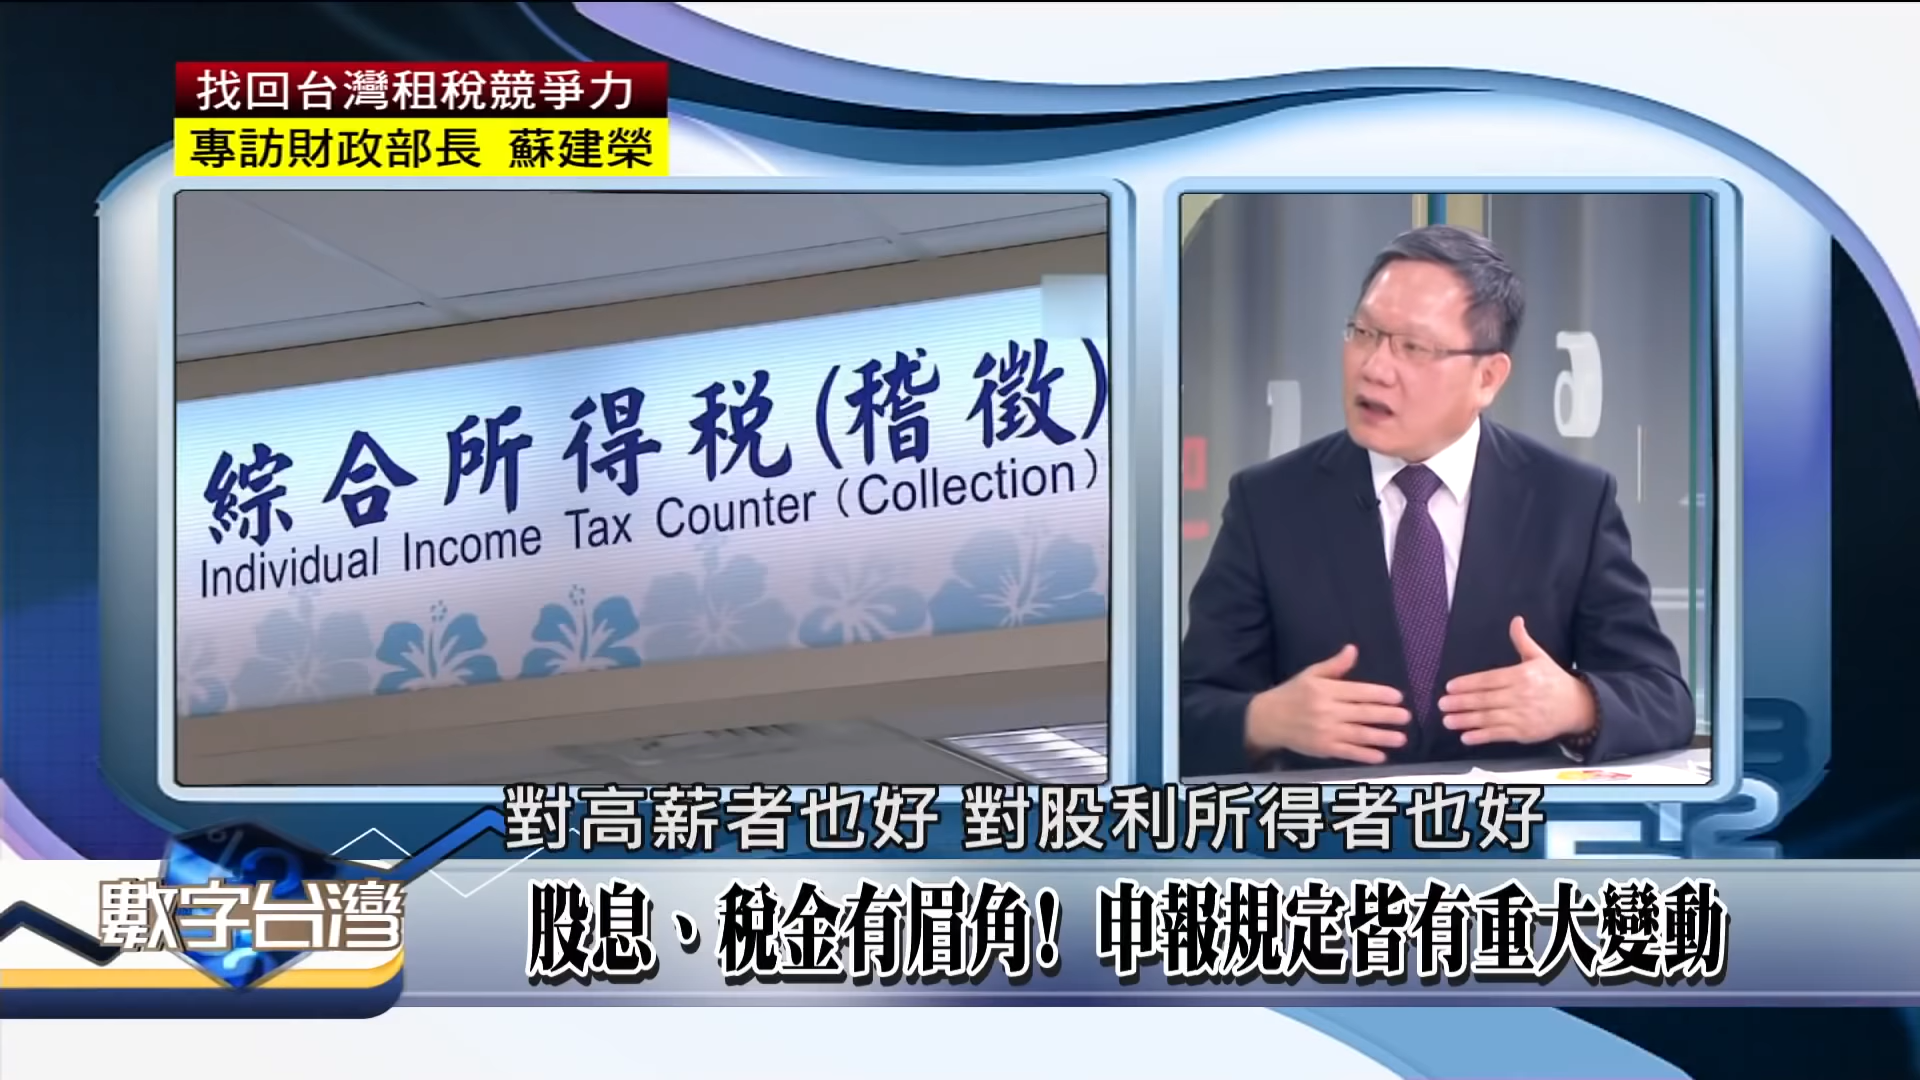 找回台灣租稅競爭力
專訪財政部長 蘇建榮
綜合所得稅(稽徵)
Individual Income Tax Counter (Collection)
對高薪者也好 對股利所得者也好
數字台灣
股息、稅金有眉角! 申報規定皆有重大變動